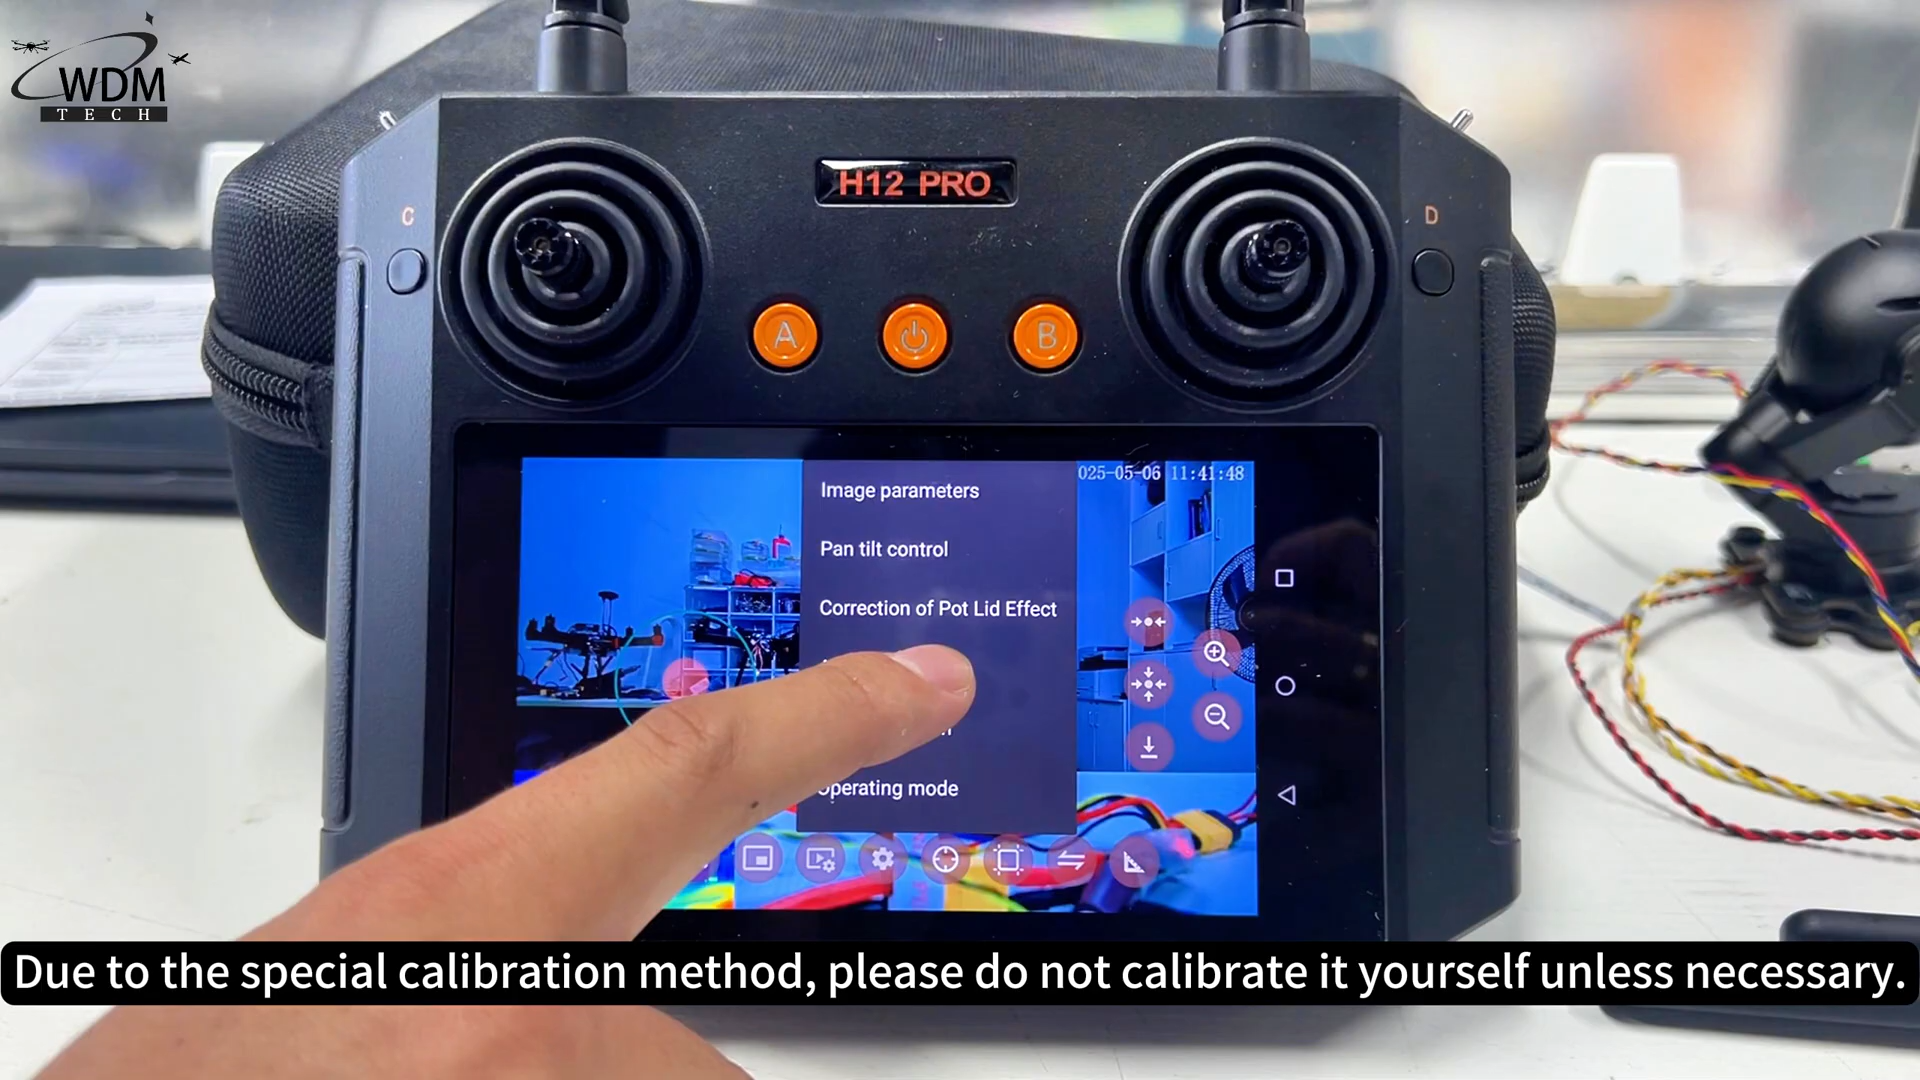 WDM
TECH
H12 PRO
C
D
A
B
025-05-06 11:41:48
Image parameters
Pan tilt control
Correction of Pot Lid Effect
Operating mode
Due to the special calibration method, please do not calibrate it yourself unless necessary.